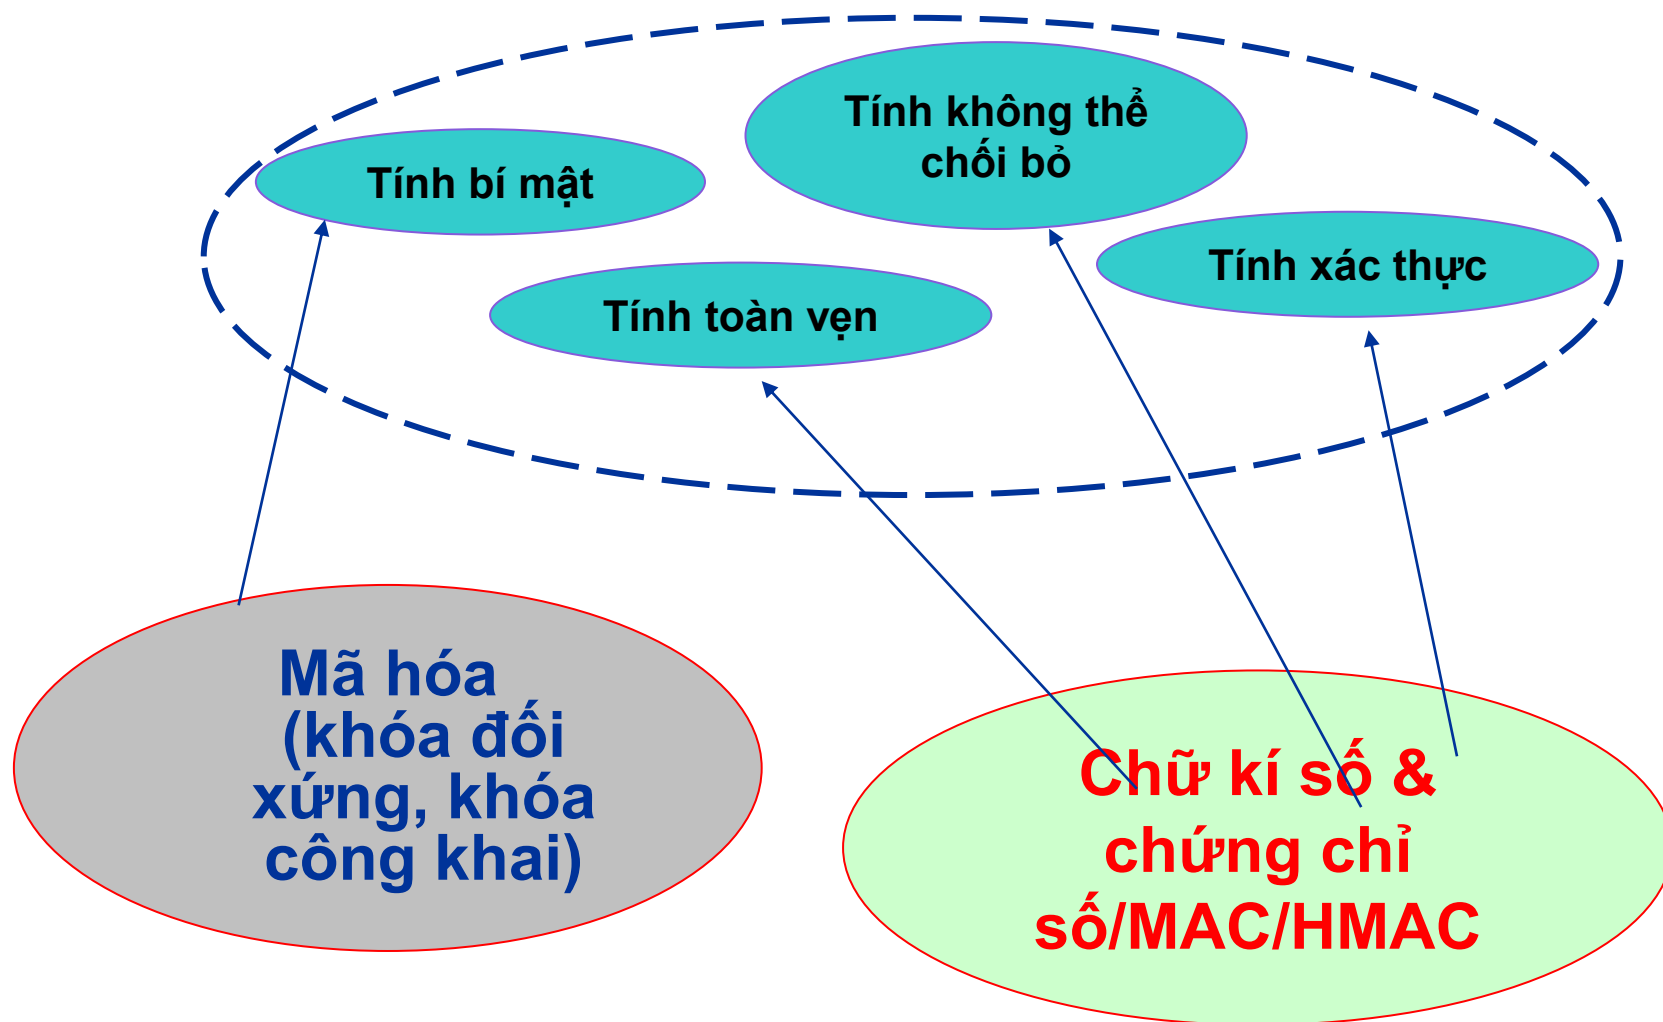 Tính không thể
chối bỏ
Tính bí mật
Tính xác thực
Tính toàn vẹn
Mã hóa
(khóa đối
xứng, khóa
công khai)
Chữ kí số &
chứng chỉ
số/MAC/HMAC